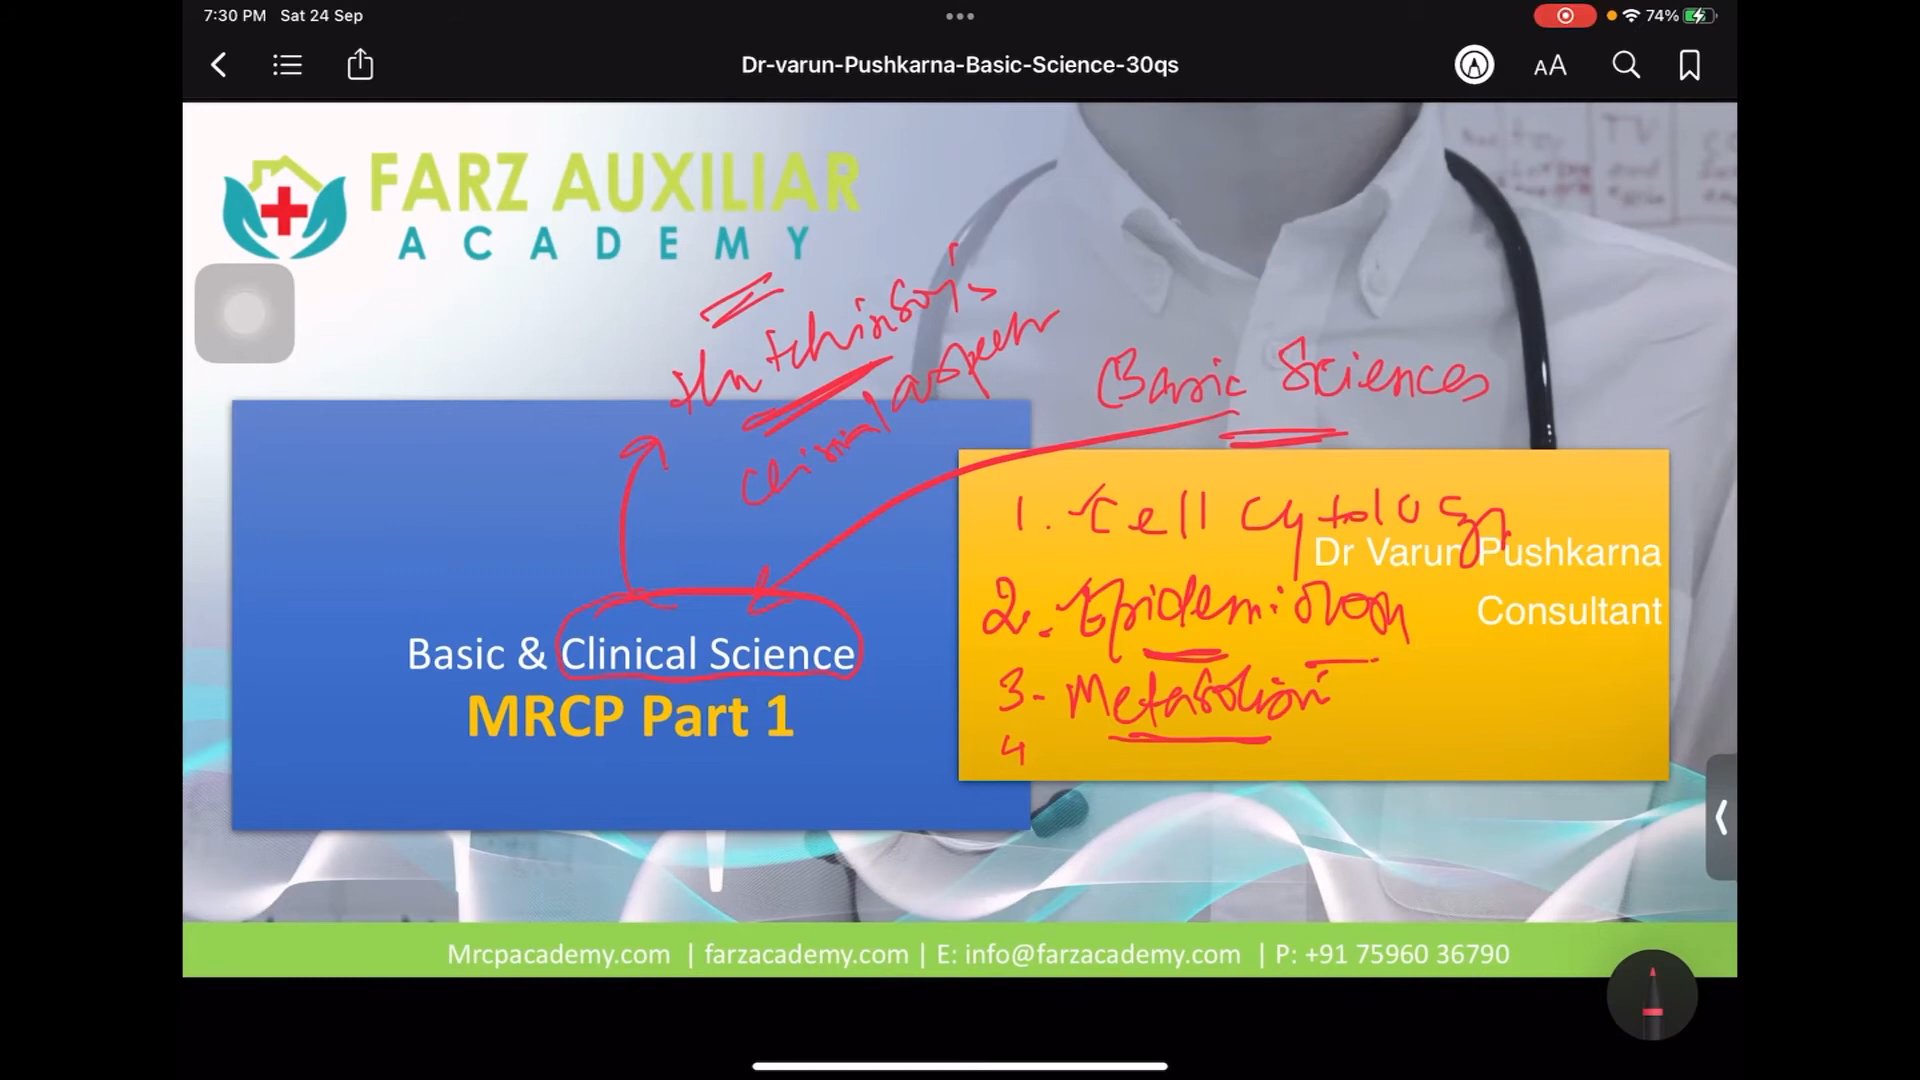 7:30 PM Sat 24 Sep
74%
Dr-varun-Pushkarna-Basic-Science-30qs
AA
FARZ AUXILIAR
ACADEMY
Hutchinson's
clinical aspect
Basic Sciences
1. Cell Cytology
Dr Varun Pushkarna
2. Epidemiology
Consultant
Basic & Clinical Science
3- Metabolism
MRCP Part 1
4
Mrcpacademy.com | farzacademy.com | E: info@farzacademy.com | P: +91 75960 36790